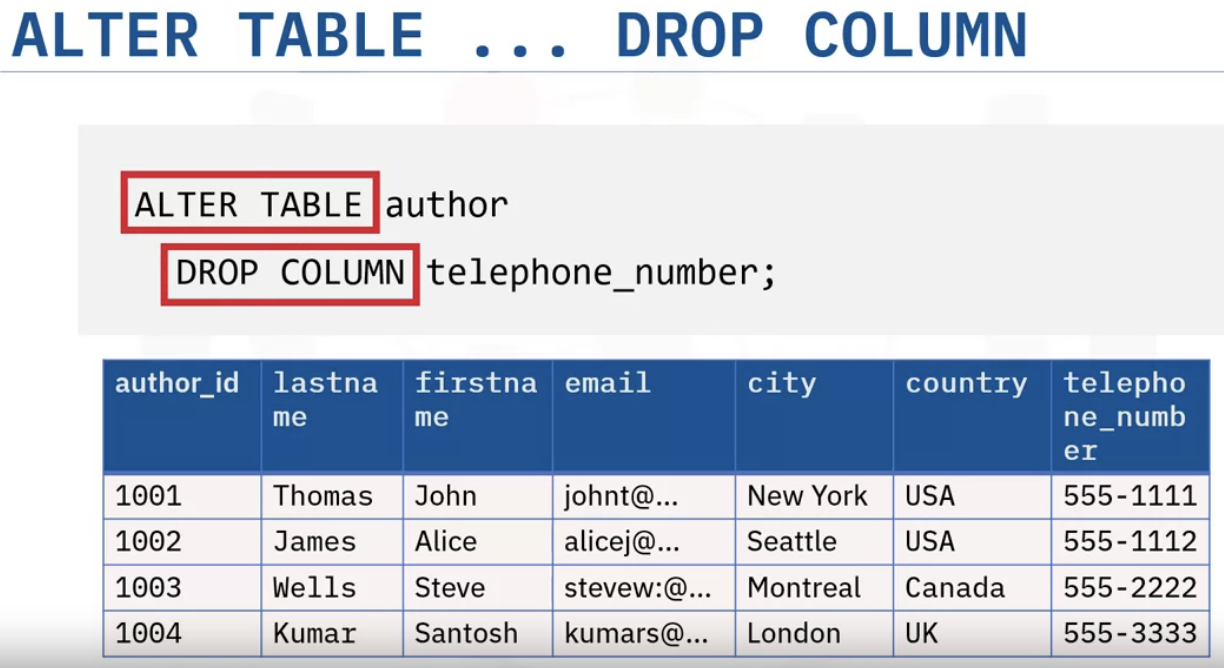 ALTER TABLE ... DROP COLUMN
ALTER TABLE author
DROP COLUMN telephone_number;
author_id lastna firstna email city country telepho
me me ne_numb
er
1001 Thomas John johnt@... New York USA 555-1111
1002 James Alice alicej@... Seattle USA 555-1112
1003 Wells Steve stevew:@... Montreal Canada 555-2222
1004 Kumar Santosh kumars@... London UK 555-3333